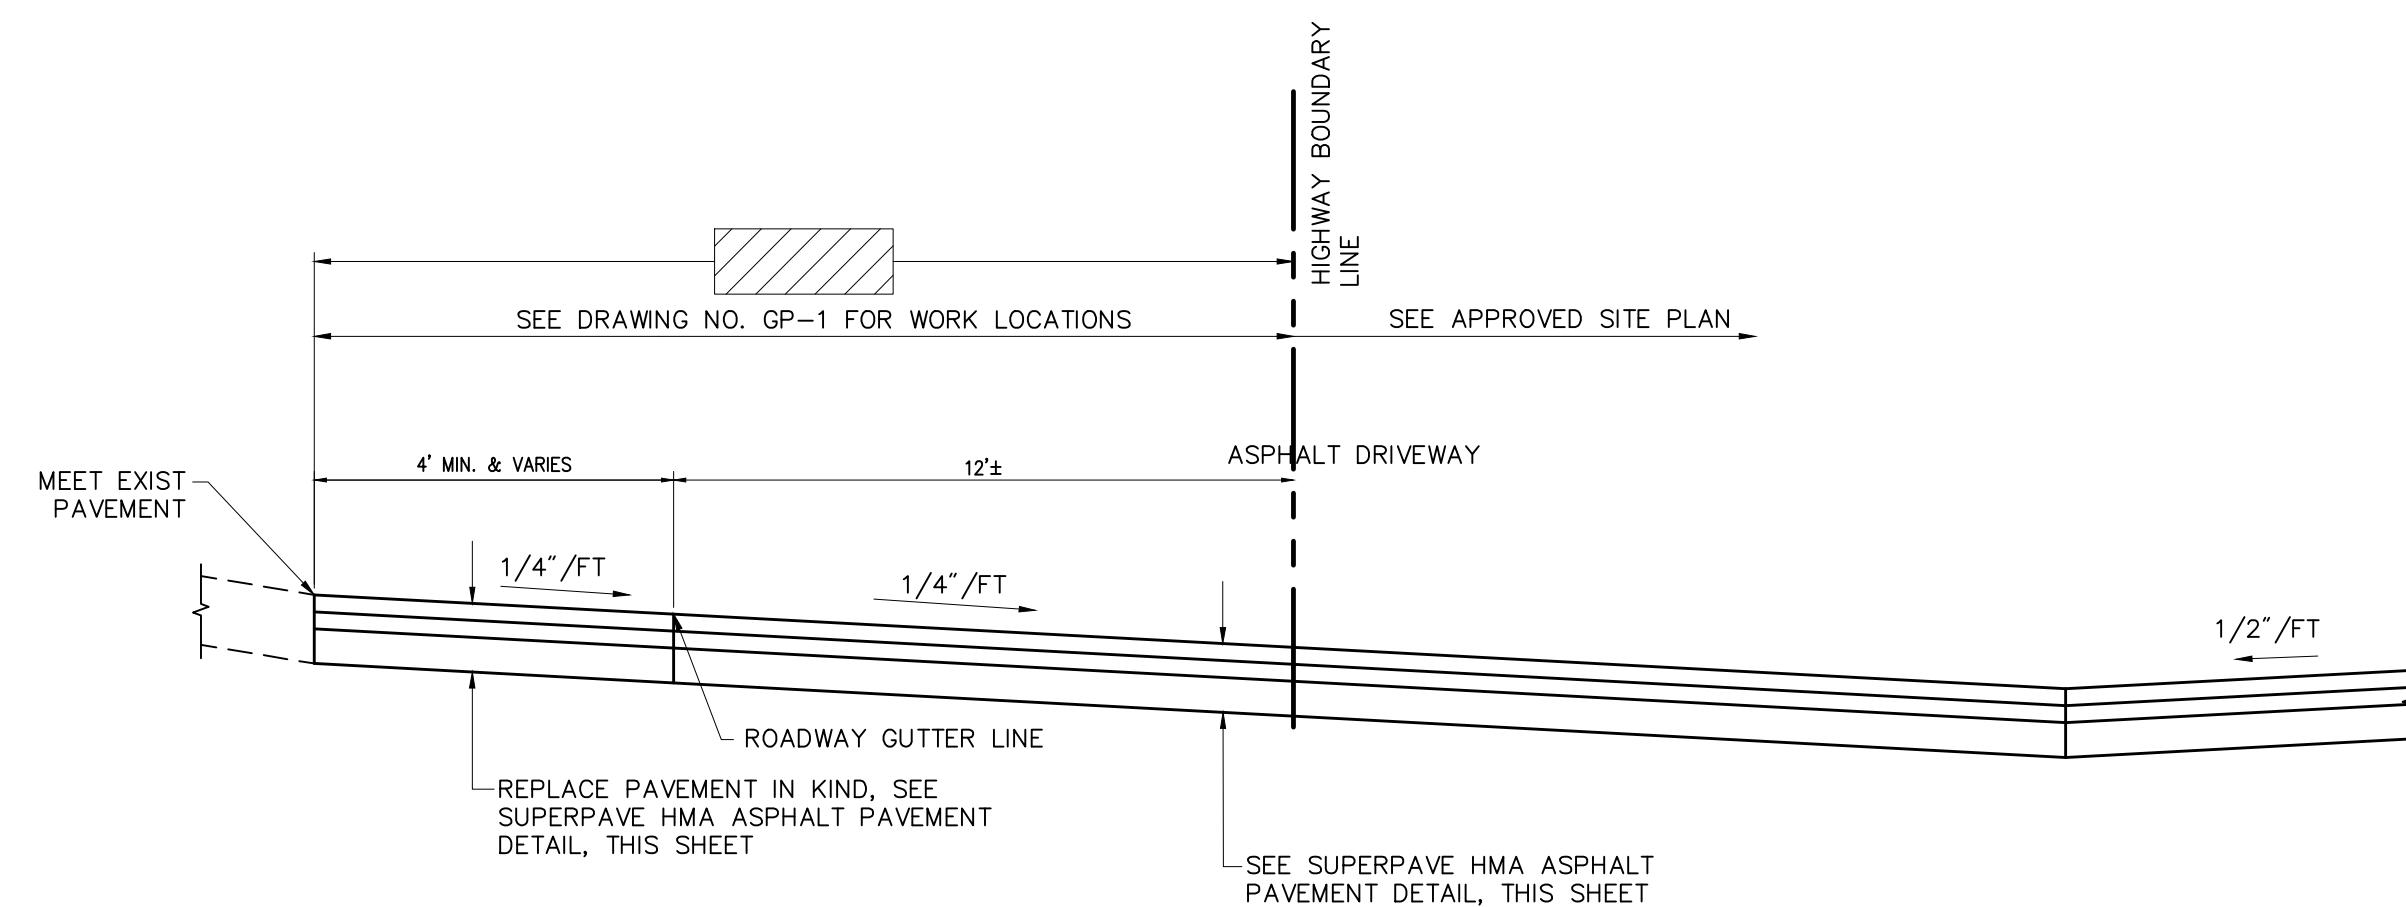 HIGHWAY BOUNDARY
LINE
SEE DRAWING NO. GP-1 FOR WORK LOCATIONS
SEE APPROVED SITE PLAN
ASPHALT DRIVEWAY
4' MIN. & VARIES
12'±
MEET EXIST
PAVEMENT
1/4"/FT
1/4"/FT
1/2"/FT
ROADWAY GUTTER LINE
REPLACE PAVEMENT IN KIND, SEE
SUPERPAVE HMA ASPHALT PAVEMENT
DETAIL, THIS SHEET
SEE SUPERPAVE HMA ASPHALT
PAVEMENT DETAIL, THIS SHEET